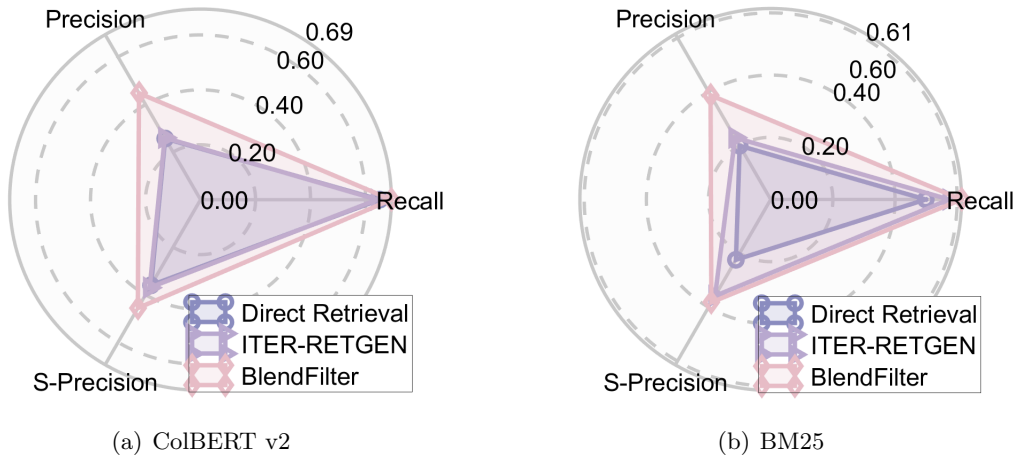 Precision
0.69
0.60
0.40
0.20
0.00
Recall
S-Precision
Direct Retrieval
ITER-RETGEN
BlendFilter
(a) ColBERT v2
Precision
0.61
0.60
0.40
0.20
0.00
Recall
S-Precision
Direct Retrieval
ITER-RETGEN
BlendFilter
(b) BM25